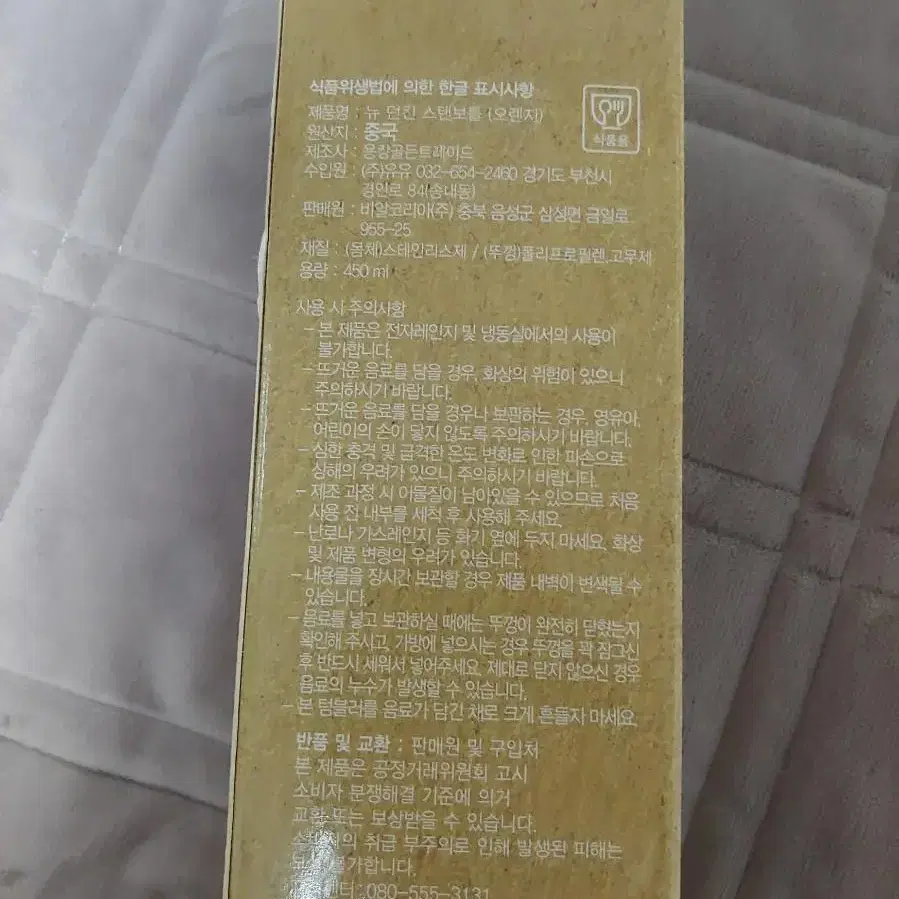 식품위생법에 의한 한글 표시사항
식품용
제품명 : 뉴 던킨 스텐보틀 (오렌지)
원산지 : 중국
제조사 : 용캉골든트레이드
수입원 : (주)유유 032-654-2460 경기도 부천시
경인로 84(송내동)
판매원 : 비알코리아(주) 충북 음성군 삼성면 금일로
955-25
재질 : (몸체)스테인리스제 / (뚜껑)폴리프로필렌,고무제
용량 : 450 ml
사용 시 주의사항
- 본 제품은 전자레인지 및 냉동실에서의 사용이
불가합니다.
- 뜨거운 음료를 담을 경우, 화상의 위험이 있으니
주의하시기 바랍니다.
- 뜨거운 음료를 담을 경우나 보관하는 경우, 영유아,
어린이의 손이 닿지 않도록 주의하시기 바랍니다.
- 심한 충격 및 급격한 온도 변화로 인한 파손으로
상해의 우려가 있으니 주의하시기 바랍니다.
- 제조 과정 시 이물질이 남아있을 수 있으므로 처음
사용 전 내부를 세척 후 사용해 주세요.
- 난로나 가스레인지 등 화기 옆에 두지 마세요. 화상
및 제품 변형의 우려가 있습니다.
- 내용물을 장시간 보관할 경우 제품 내벽이 변색될 수
있습니다.
- 음료를 넣고 보관하실 때에는 뚜껑이 완전히 닫혔는지
확인해 주시고, 가방에 넣으시는 경우 뚜껑을 꽉 잠그신
후 반드시 세워서 넣어주세요. 제대로 닫지 않으신 경우
음료의 누수가 발생할 수 있습니다.
- 본 텀블러를 음료가 담긴 채로 크게 흔들지 마세요.
반품 및 교환 : 판매원 및 구입처
본 제품은 공정거래위원회 고시
소비자 분쟁해결 기준에 의거
교환 또는 보상받을 수 있습니다.
취급 부주의로 인해 발생된 피해는
:080-555-3131